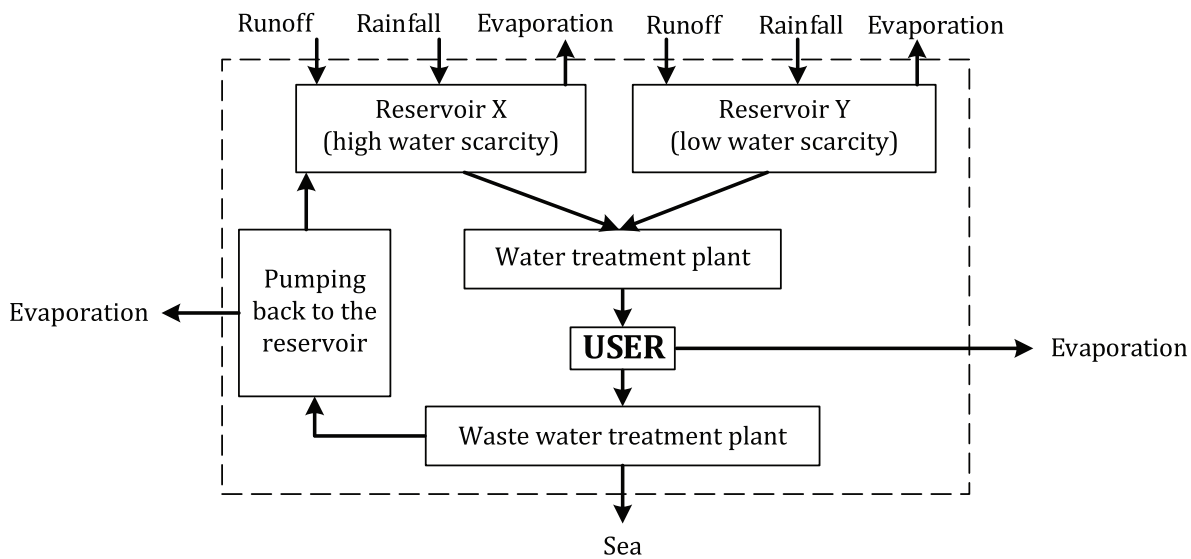 Runoff Rainfall Evaporation Runoff Rainfall Evaporation
Reservoir X
(high water scarcity)
Reservoir Y
(low water scarcity)
Water treatment plant
Pumping
back to the
reservoir
Evaporation
USER
Evaporation
Waste water treatment plant
Sea